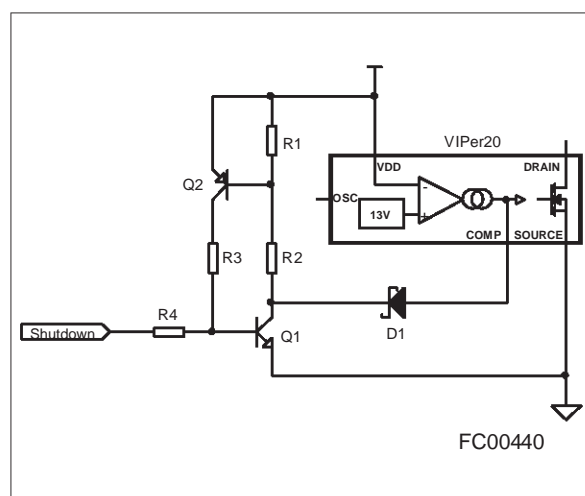 R1
VIPer20
VDD
DRAIN
Q2
OSC
-
13V
+
COMP
SOURCE
R3
R2
D1
Shutdown
R4
Q1
FC00440